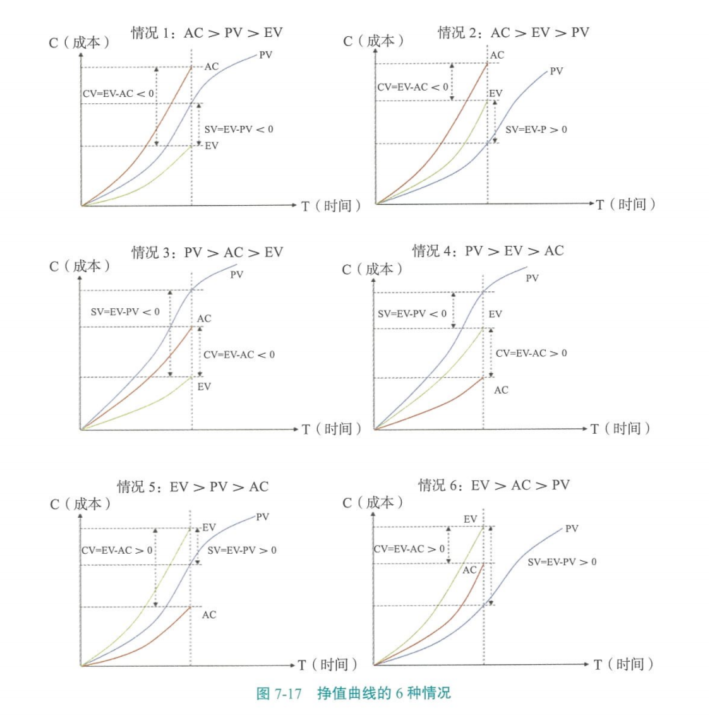 情况 1：AC > PV > EV
C（成本）
PV
AC
CV=EV-AC < 0
SV=EV-PV < 0
EV
T（时间）
情况 2：AC > EV > PV
C（成本）
AC
PV
CV=EV-AC < 0
EV
SV=EV-P > 0
T（时间）
情况 3：PV > AC > EV
C（成本）
PV
SV=EV-PV < 0
AC
CV=EV-AC < 0
EV
T（时间）
情况 4：PV > EV > AC
C（成本）
PV
SV=EV-PV < 0
EV
CV=EV-AC > 0
AC
T（时间）
情况 5：EV > PV > AC
C（成本）
PV
EV
CV=EV-AC > 0
SV=EV-PV > 0
AC
T（时间）
情况 6：EV > AC > PV
C（成本）
EV
PV
CV=EV-AC > 0
SV=EV-PV > 0
AC
T（时间）
图 7-17 挣值曲线的 6 种情况